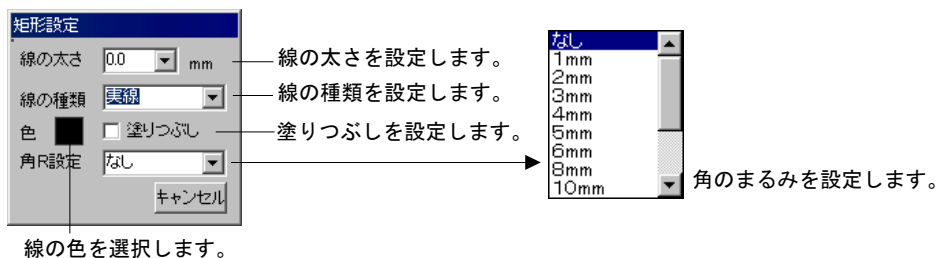 矩形設定
線の太さ 0.0 mm
線の太さを設定します。
線の種類 実線
線の種類を設定します。
色 塗りつぶし
塗りつぶしを設定します。
角R設定 なし
キャンセル
線の色を選択します。
なし
1mm
2mm
3mm
4mm
5mm
6mm
8mm
10mm
角のまるみを設定します。